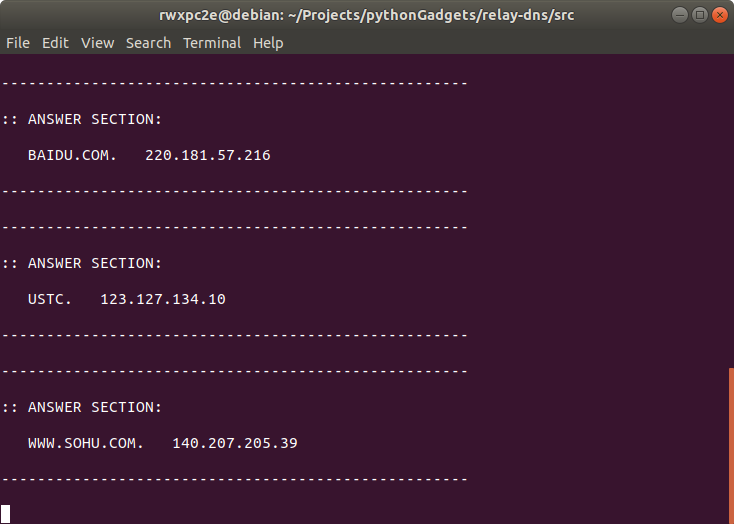 rwxpc2e@debian: ~/Projects/pythonGadgets/relay-dns/src
File Edit View Search Terminal Help
----------------------------------------------------
:: ANSWER SECTION:
BAIDU.COM. 220.181.57.216
----------------------------------------------------
----------------------------------------------------
:: ANSWER SECTION:
USTC. 123.127.134.10
----------------------------------------------------
----------------------------------------------------
:: ANSWER SECTION:
WWW.SOHU.COM. 140.207.205.39
----------------------------------------------------